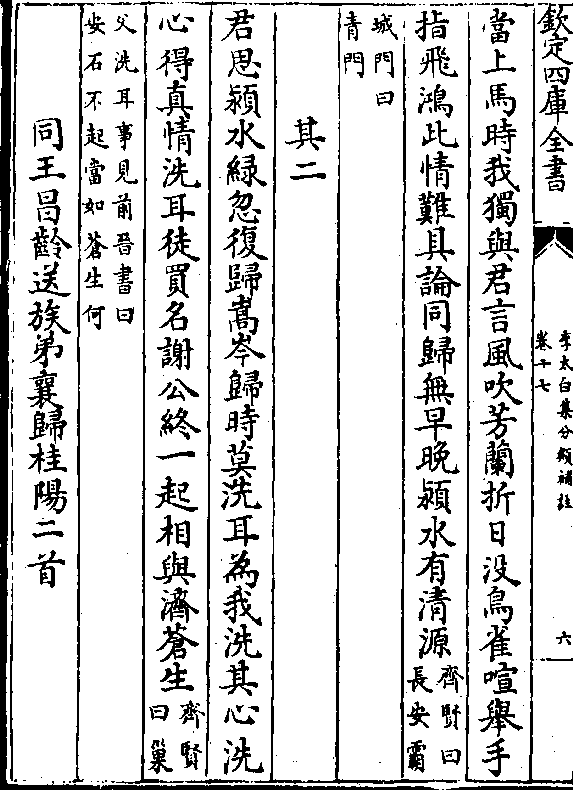 欽定四庫全書
李太白集分類補註
卷十七
六
當上馬時我獨與君言風吹芳蘭折日没鳥雀喧舉手
指飛鴻此情難具論同歸無早晚潁水有清源齊賢曰
長安霸
城門曰
青門
其二
君思潁水緑忽復歸嵩岑歸時莫洗耳為我洗其心洗
心得真情洗耳徒買名謝公終一起相與濟蒼生齊賢
曰巢
父洗耳事見前晉書曰
安石不起當如蒼生何
同王昌齡送族弟襄歸桂陽二首